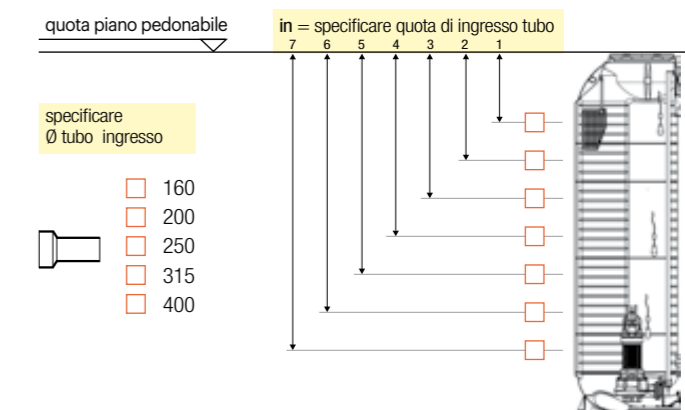 quota piano pedonabile
in = specificare quota di ingresso tubo
7 6 5 4 3 2 1
specificare
Ø tubo ingresso
160
200
250
315
400